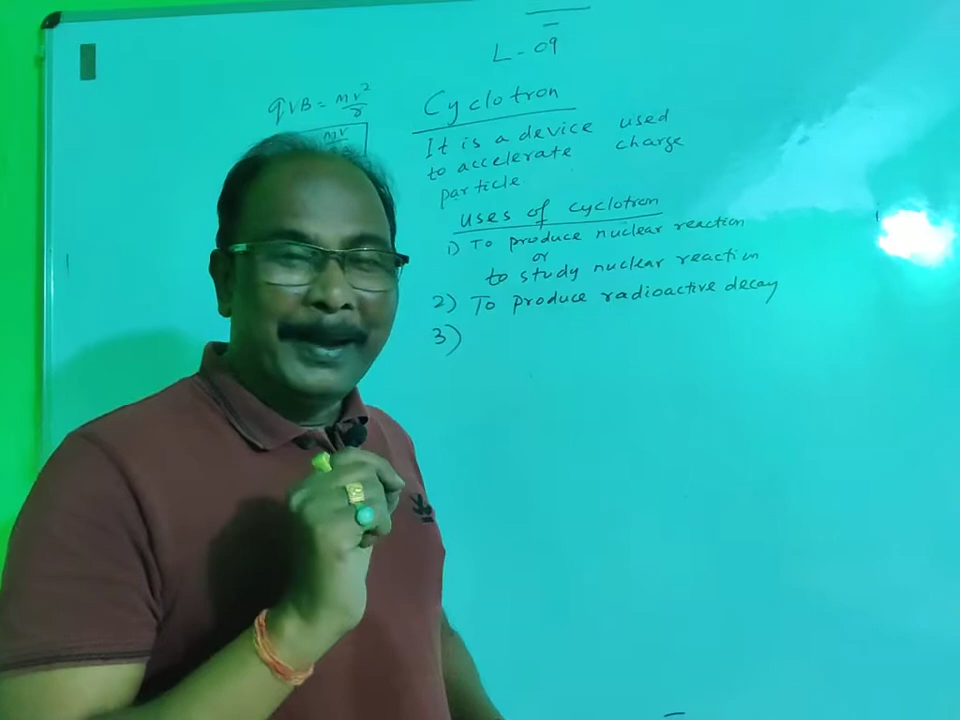 L-09
qVB = mv²/r
mv
Cyclotron
It is a device used
to accelerate charge
particle.
uses of cyclotron
1) To produce nuclear reaction
or
to study nuclear reaction
2) To produce radioactive decay
3)